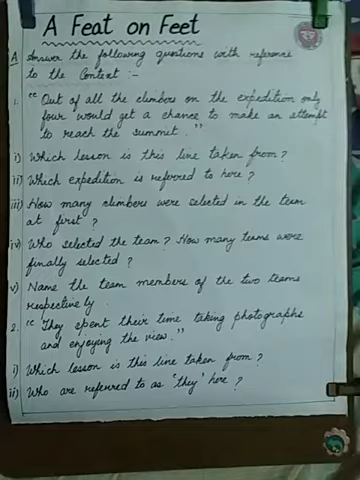 A Feat on Feet
A Answer the following questions with reference
to the Context :-
1. "Out of all the climbers on the expedition only
four would get a chance to make an attempt
to reach the summit."
i) Which lesson is this line taken from?
ii) Which expedition is referred to here?
iii) How many climbers were selected in the team
at first?
iv) Who selected the team? How many teams were
finally selected?
v) Name the team members of the two teams
respectively.
2. "They spent their time taking photographs
and enjoying the view."
i) Which lesson is this line taken from?
ii) Who are referred to as 'they' here?